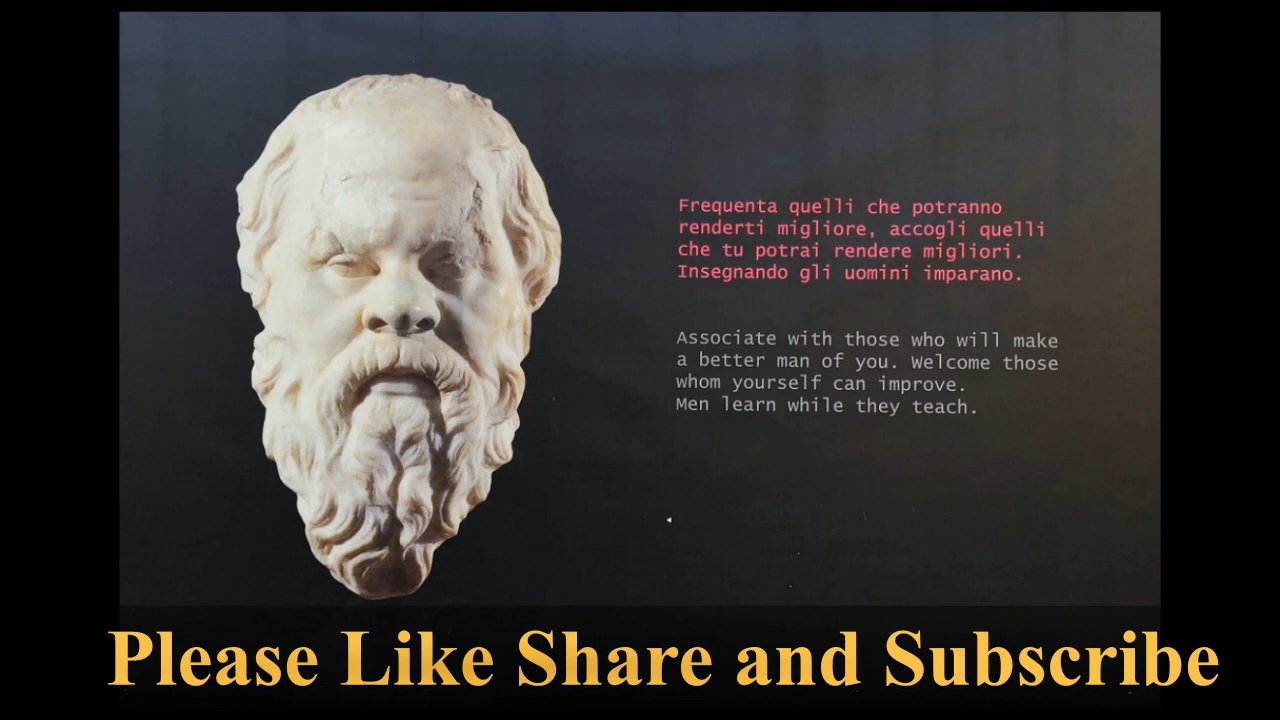 Frequenta quelli che potranno
renderti migliore, accogli quelli
che tu potrai rendere migliori.
Insegnando gli uomini imparano.
Associate with those who will make
a better man of you. Welcome those
whom yourself can improve.
Men learn while they teach.
Please Like Share and Subscribe